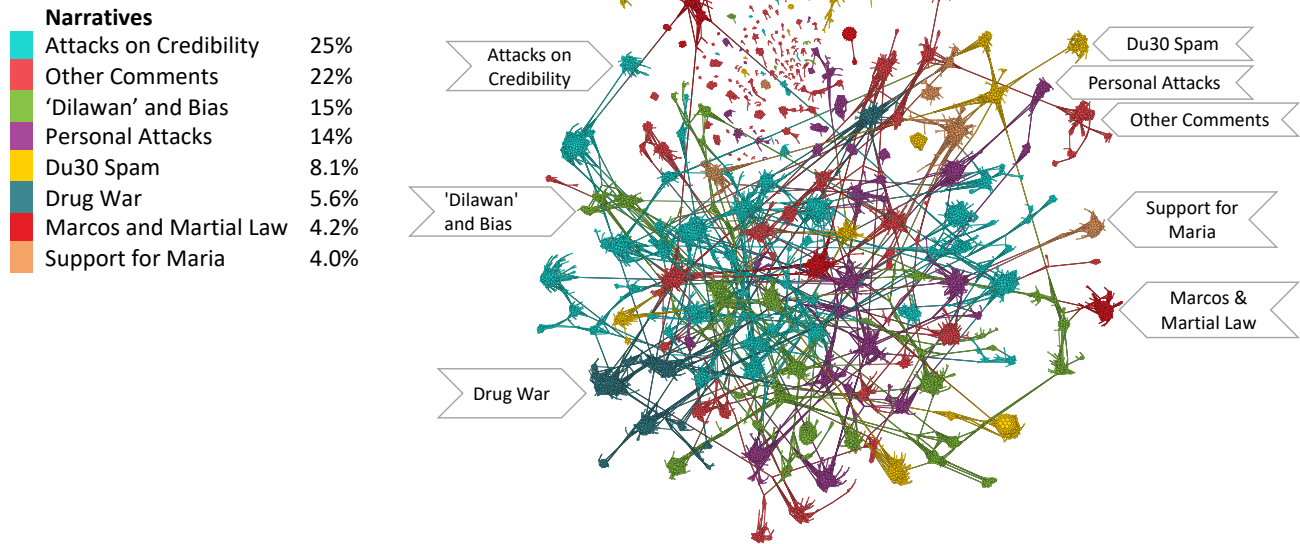 Narratives
Attacks on Credibility 25%
Other Comments 22%
‘Dilawan’ and Bias 15%
Personal Attacks 14%
Du30 Spam 8.1%
Drug War 5.6%
Marcos and Martial Law 4.2%
Support for Maria 4.0%
Attacks on
Credibility
'Dilawan'
and Bias
Drug War
Du30 Spam
Personal Attacks
Other Comments
Support for
Maria
Marcos &
Martial Law